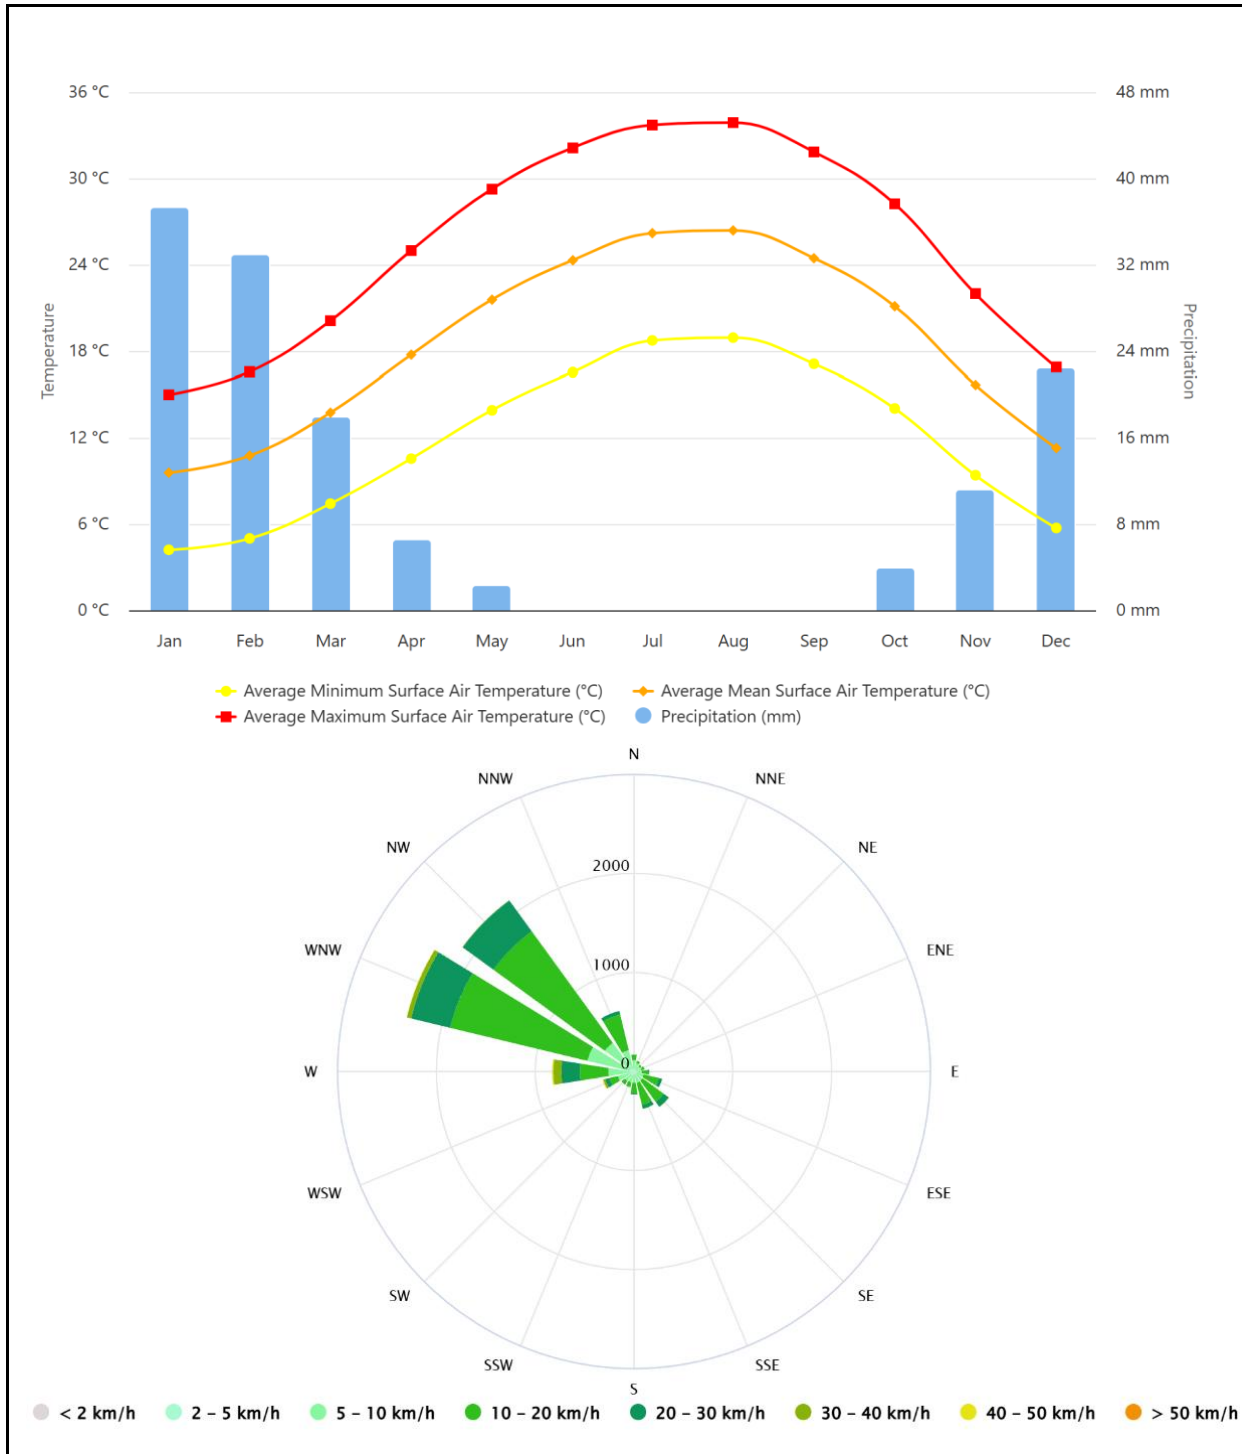 36 °C
48 mm
30 °C
40 mm
24 °C
32 mm
Temperature
Precipitation
18 °C
24 mm
12 °C
16 mm
6 °C
8 mm
0 °C
0 mm
Jan Feb Mar Apr May Jun Jul Aug Sep Oct Nov Dec
Average Minimum Surface Air Temperature (°C) Average Mean Surface Air Temperature (°C)
Average Maximum Surface Air Temperature (°C) Precipitation (mm)
N
NNW NNE
NW NE
2000
WNW ENE
1000
W 0 E
WSW ESE
SW SE
SSW SSE
S
< 2 km/h 2 – 5 km/h 5 – 10 km/h 10 – 20 km/h 20 – 30 km/h 30 – 40 km/h 40 – 50 km/h > 50 km/h